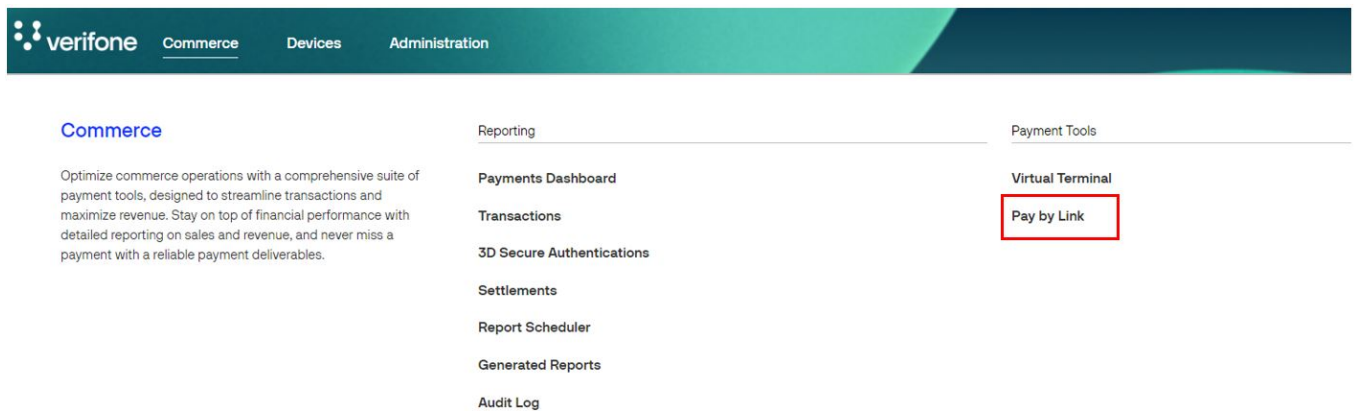 verifone Commerce Devices Administration
Commerce
Optimize commerce operations with a comprehensive suite of
payment tools, designed to streamline transactions and
maximize revenue. Stay on top of financial performance with
detailed reporting on sales and revenue, and never miss a
payment with a reliable payment deliverables.
Reporting
Payments Dashboard
Transactions
3D Secure Authentications
Settlements
Report Scheduler
Generated Reports
Audit Log
Payment Tools
Virtual Terminal
Pay by Link